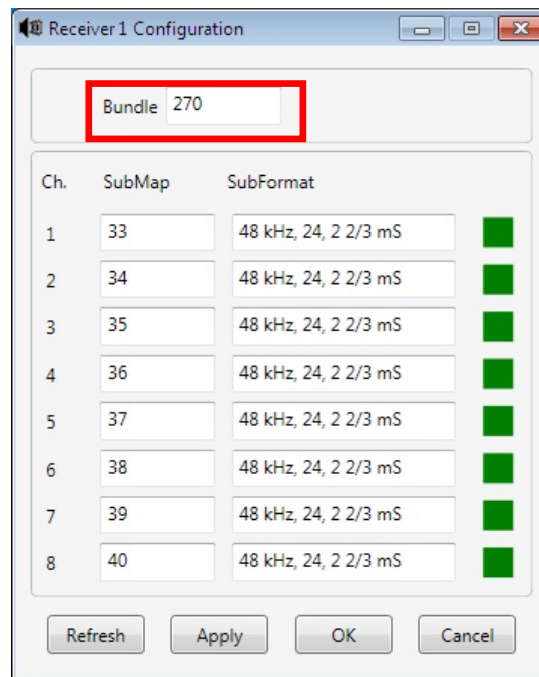 Receiver 1 Configuration
Bundle 270
Ch. SubMap SubFormat
1 33 48 kHz, 24, 2 2/3 mS
2 34 48 kHz, 24, 2 2/3 mS
3 35 48 kHz, 24, 2 2/3 mS
4 36 48 kHz, 24, 2 2/3 mS
5 37 48 kHz, 24, 2 2/3 mS
6 38 48 kHz, 24, 2 2/3 mS
7 39 48 kHz, 24, 2 2/3 mS
8 40 48 kHz, 24, 2 2/3 mS
Refresh Apply OK Cancel